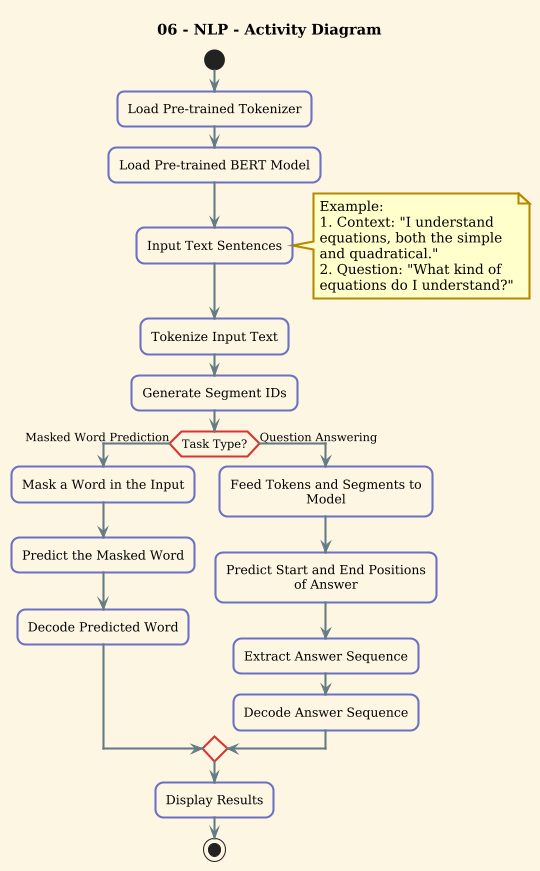 06 - NLP - Activity Diagram
Load Pre-trained Tokenizer
Load Pre-trained BERT Model
Input Text Sentences
Example:
1. Context: "I understand
equations, both the simple
and quadratical."
2. Question: "What kind of
equations do I understand?"
Tokenize Input Text
Generate Segment IDs
Task Type?
Masked Word Prediction
Question Answering
Mask a Word in the Input
Predict the Masked Word
Decode Predicted Word
Feed Tokens and Segments to
Model
Predict Start and End Positions
of Answer
Extract Answer Sequence
Decode Answer Sequence
Display Results